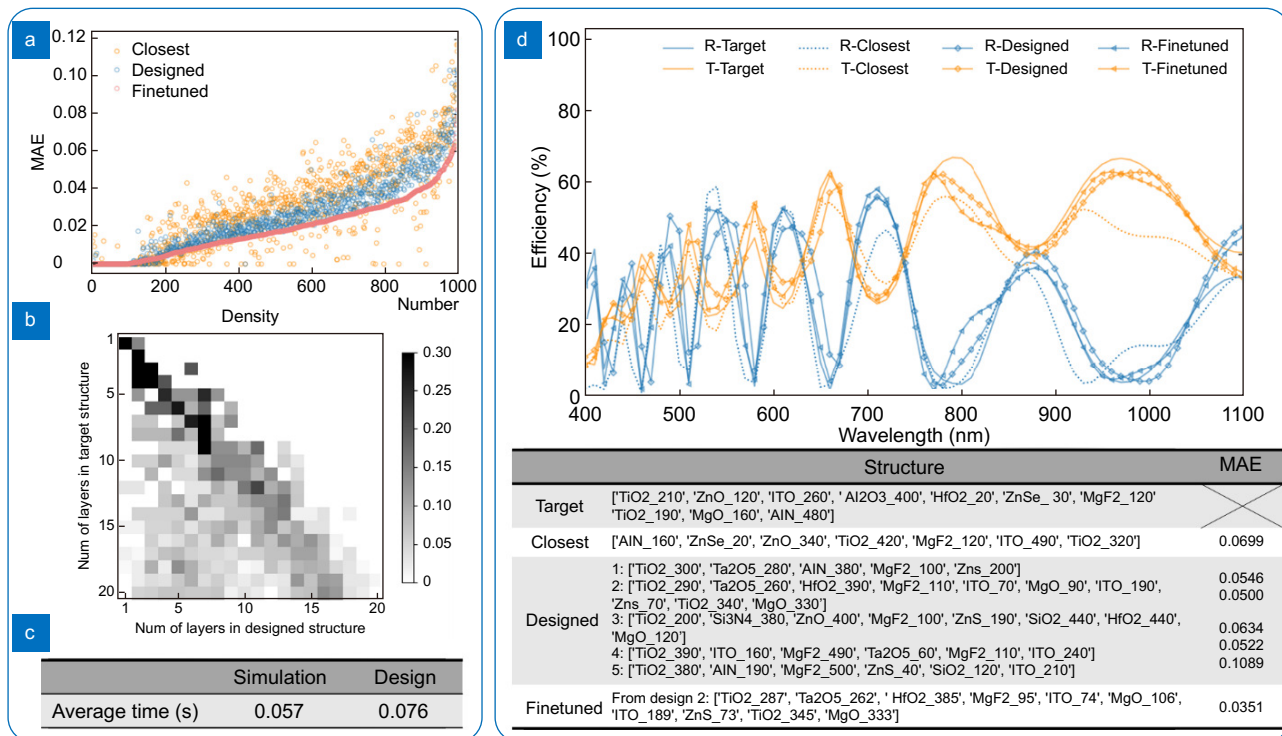 a
0.12
0.10
0.08
0.06
0.04
0.02
0
MAE
Closest
Designed
Finetuned
0
200
400
600
800
1000
Number
b
Density
1
5
10
15
20
Num of layers in target structure
1
5
10
15
20
Num of layers in designed structure
0.30
0.25
0.20
0.15
0.10
0.05
0
c
Simulation Design
Average time (s) 0.057 0.076
d
100
80
60
40
20
0
Efficiency (%)
R-Target R-Closest R-Designed R-Finetuned
T-Target T-Closest T-Designed T-Finetuned
400 500 600 700 800 900 1000 1100
Wavelength (nm)
Structure MAE
Target ['TiO2_210', 'ZnO_120', 'ITO_260', ' Al2O3_400', 'HfO2_20', 'ZnSe_30', 'MgF2_120'
'TiO2_190', 'MgO_160', 'AlN_480']
Closest ['AlN_160', 'ZnSe_20', 'ZnO_340', 'TiO2_420', 'MgF2_120', 'ITO_490', 'TiO2_320'] 0.0699
Designed
1: ['TiO2_300', 'Ta2O5_280', 'AlN_380', 'MgF2_100', 'Zns_200'] 0.0546
2: ['TiO2_290', 'Ta2O5_260', 'HfO2_390', 'MgF2_110', 'ITO_70', 'MgO_90', 'ITO_190', 0.0500
'Zns_70', 'TiO2_340', 'MgO_330']
3: ['TiO2_200', 'Si3N4_380, 'ZnO_400', 'MgF2_100', 'ZnS_190', 'SiO2_440', 'HfO2_440', 0.0634
'MgO_120']
4: ['TiO2_390', 'ITO_160', 'MgF2_490', 'Ta2O5_60', 'MgF2_110', 'ITO_240'] 0.0522
5: ['TiO2_380', 'AlN_190', 'MgF2_500', 'ZnS_40', 'SiO2_120', 'ITO_210'] 0.1089
Finetuned From design 2: ['TiO2_287', 'Ta2O5_262', ' HfO2_385', 'MgF2_95', 'ITO_74', 'MgO_106', 0.0351
'ITO_189', 'ZnS_73', 'TiO2_345', 'MgO_333']